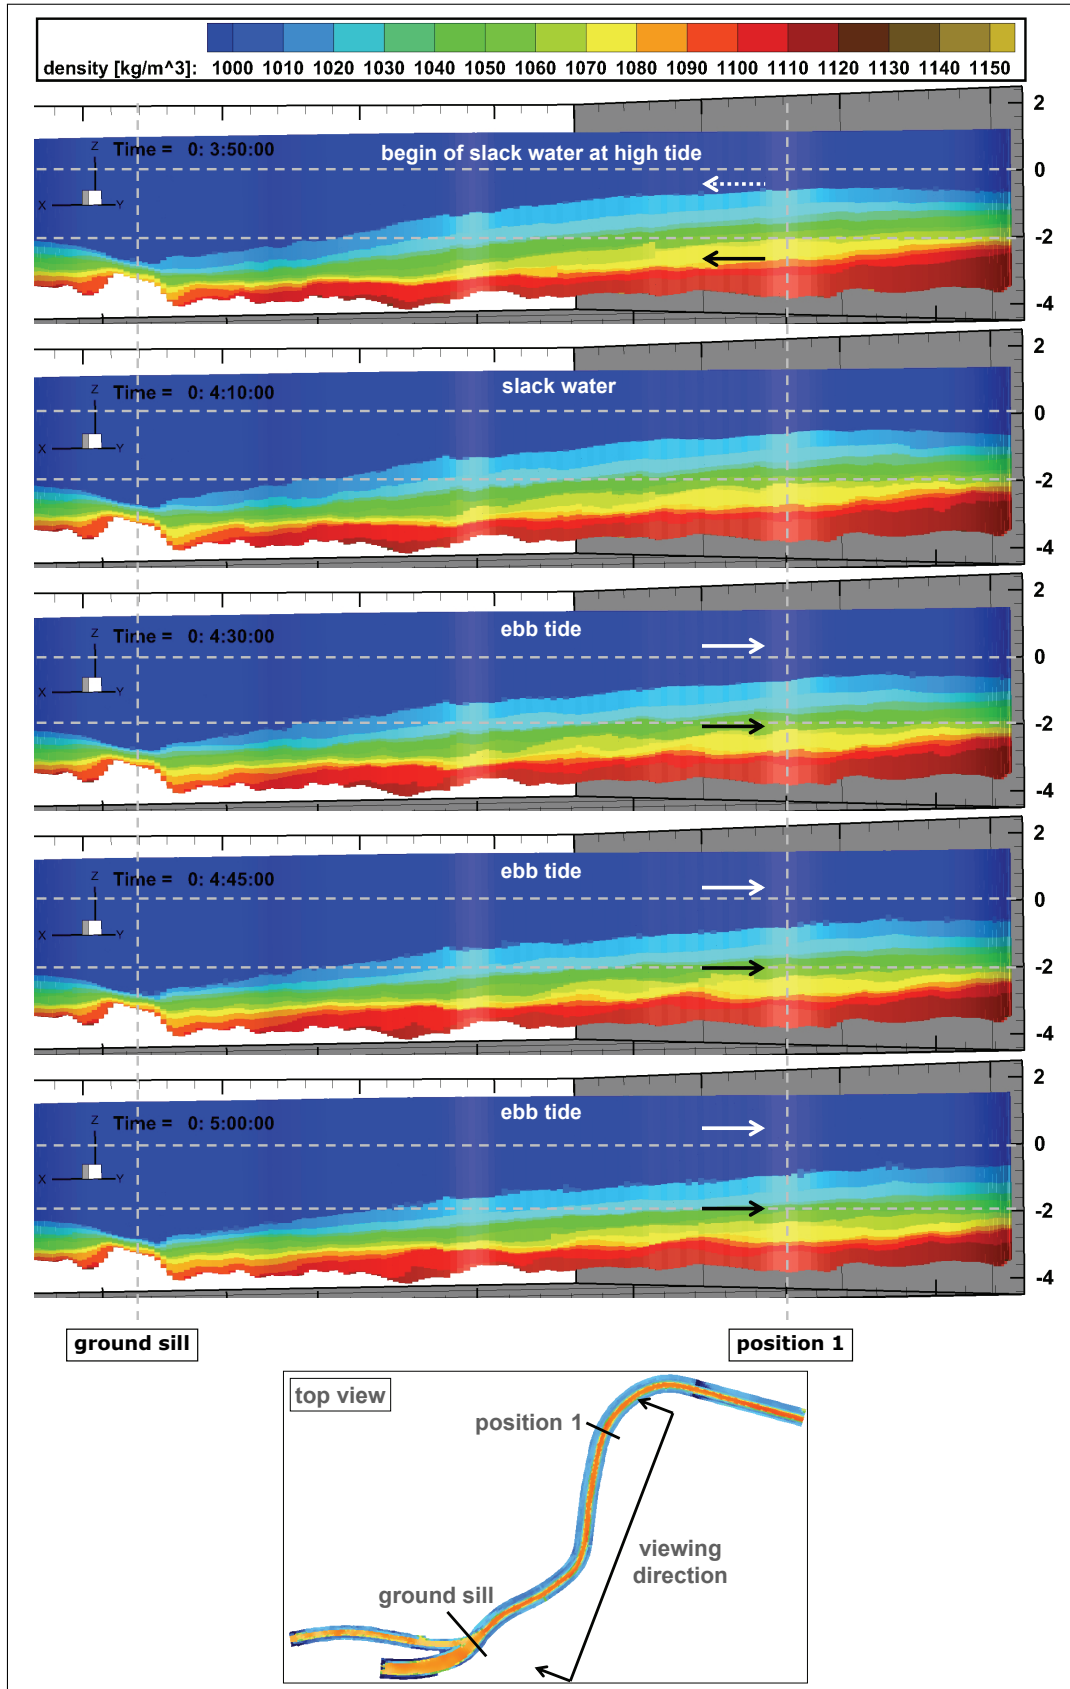 density [kg/m^3]: 1000 1010 1020 1030 1040 1050 1060 1070 1080 1090 1100 1110 1120 1130 1140 1150
Time = 0: 3:50:00
begin of slack water at high tide
Z
X Y
2
0
-2
-4
Time = 0: 4:10:00
slack water
Z
X Y
2
0
-2
-4
Time = 0: 4:30:00
ebb tide
Z
X Y
2
0
-2
-4
Time = 0: 4:45:00
ebb tide
Z
X Y
2
0
-2
-4
Time = 0: 5:00:00
ebb tide
Z
X Y
2
0
-2
-4
ground sill
position 1
top view
position 1
viewing
direction
ground sill